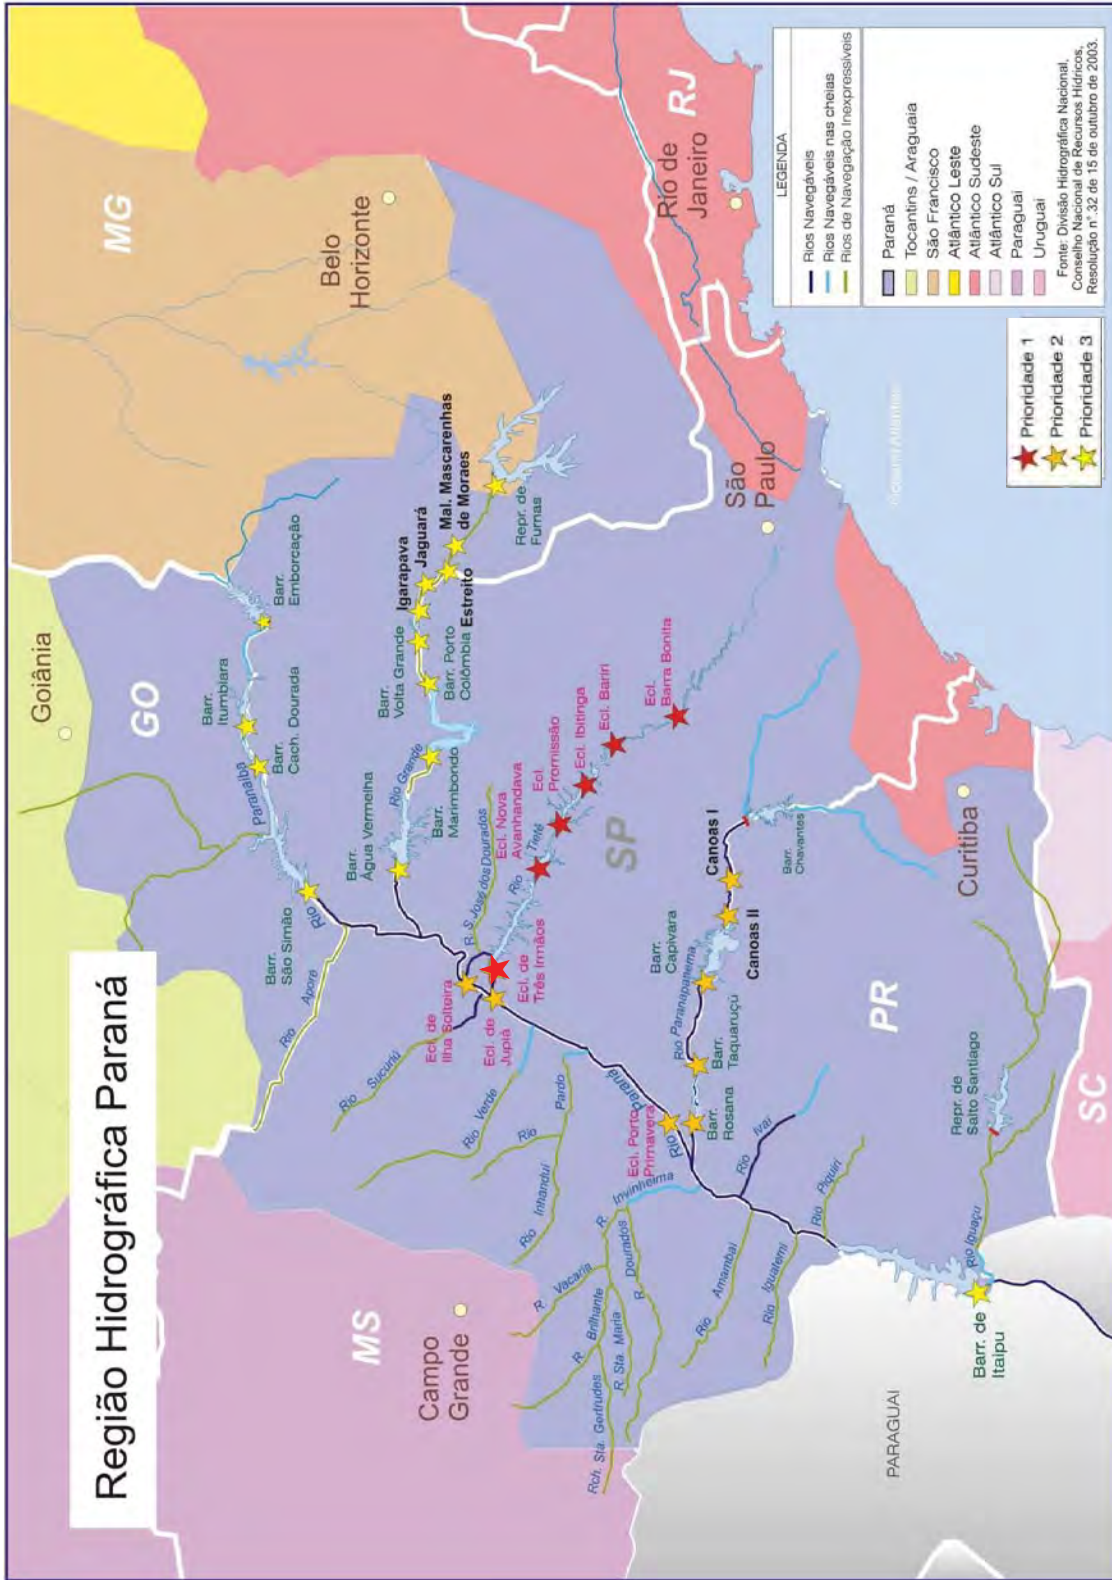 Região Hidrográfica Paraná
MG
Belo
Horizonte
RJ
Rio de
Janeiro
Goiânia
GO
Barr.
Emborcação
Barr.
Itumbiara
Barr.
Cach. Dourada
Paranaíba
Rio
Barr.
São Simão
Rio Aporé
Mal. Mascarenhas
de Moraes
Jaguará
Igarapava
Estreito
Repr. de
Furnas
Barr.
Volta Grande
Barr. Porto
Colômbia
Rio Grande
Barr.
Marimbondo
Barr.
Água Vermelha
R. S. José dos Dourados
Ecl. Nova
Avanhandava
Ecl.
Promissão
Ecl. Ibitinga
Ecl. Bariri
Ecl.
Barra Bonita
Rio Tietê
Ecl. de
Três Irmãos
Ecl. de
Ilha Solteira
Ecl. de
Jupiá
SP
São
Paulo
MS
Campo
Grande
Rio Sucuriú
Rio Verde
Rio Pardo
Rio Inhanduí
Rio Paraná
Ecl. Porto
Primavera
R. Invinheima
R. Vacaria
R. Brilhante
R. Sta. Maria
R. Dourados
Rch. Sta. Gertrudes
Rio Amambaí
Rio Iguatemi
Rio Ivaí
Rio Piquiri
Rio Paranapanema
Barr.
Capivara
Canoas I
Canoas II
Barr.
Chavantes
Barr.
Taquaruçú
Barr.
Rosana
PR
Curitiba
Repr. de
Salto Santiago
Rio Iguaçu
Barr. de
Itaipu
SC
PARAGUAI
Oceano Atlântico
LEGENDA
Rios Navegáveis
Rios Navegáveis nas cheias
Rios de Navegação Inexpressíveis
Paraná
Tocantins / Araguaia
São Francisco
Atlântico Leste
Atlântico Sudeste
Atlântico Sul
Paraguai
Uruguai
Fonte: Divisão Hidrográfica Nacional,
Conselho Nacional de Recursos Hídricos,
Resolução n°.32 de 15 de outubro de 2003.
Prioridade 1
Prioridade 2
Prioridade 3